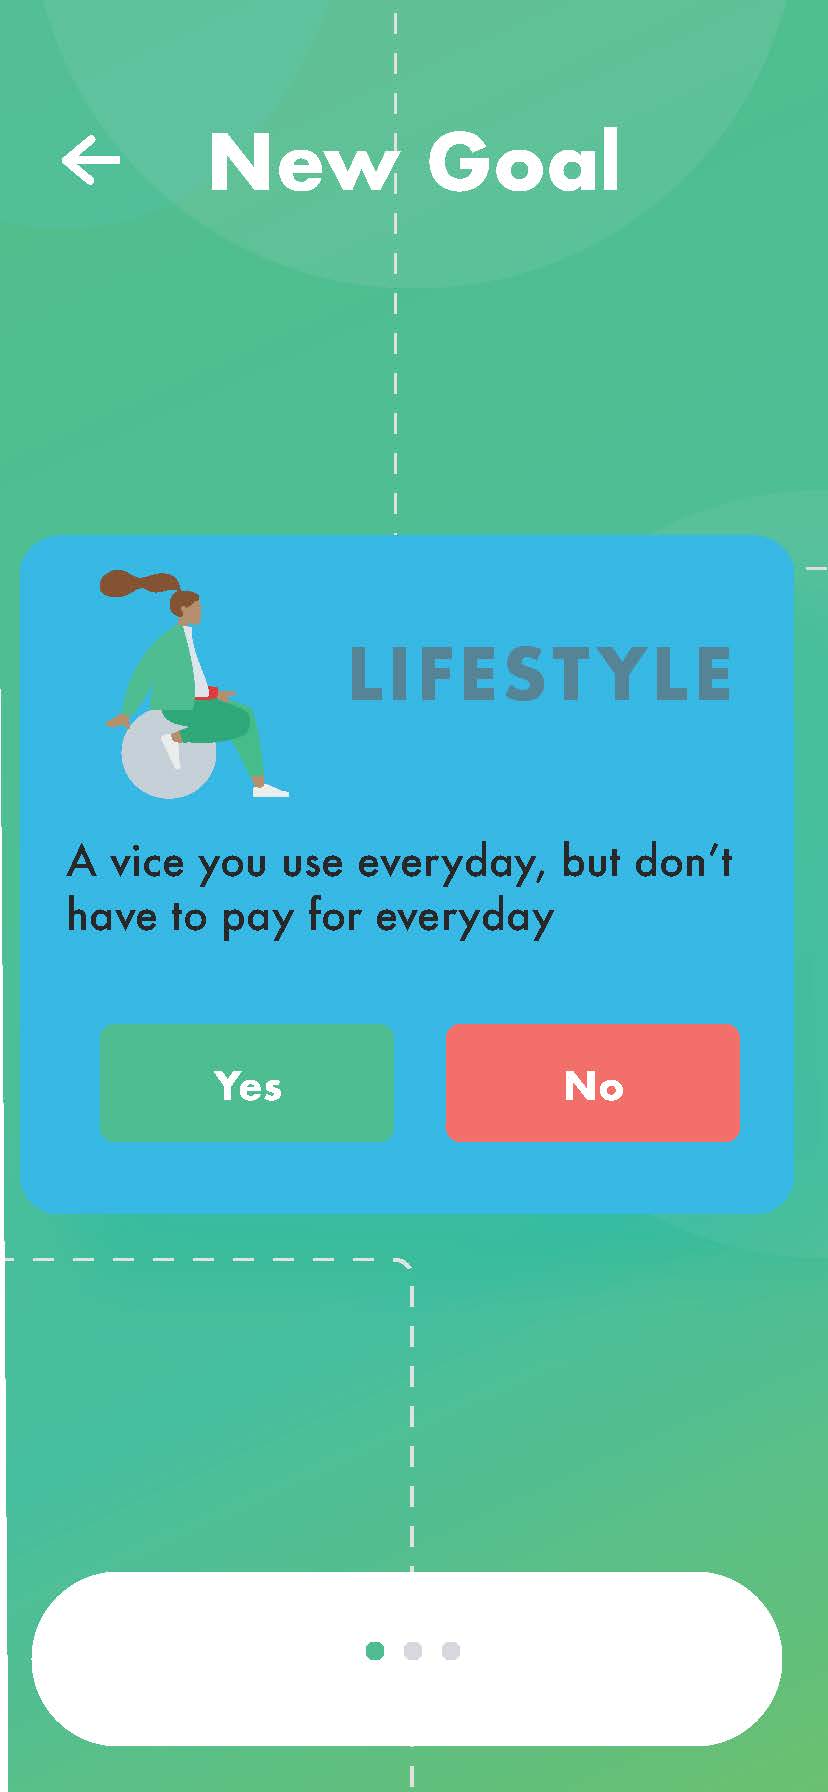 New Goal
LIFESTYLE
A vice you use everyday, but don’t
have to pay for everyday
Yes
No